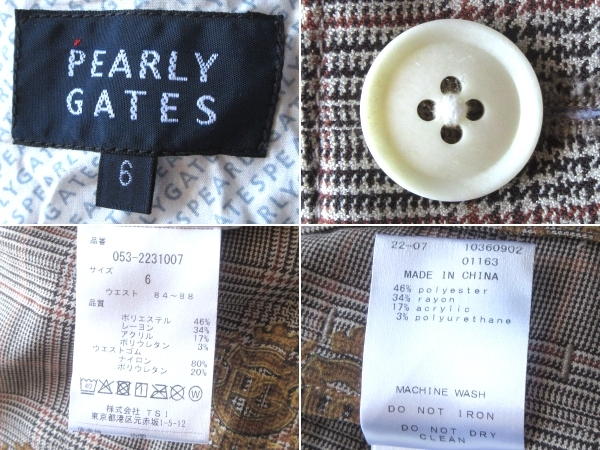 PEARLY
GATES
6
品番
053-2231007
サイズ
6
ウエスト 84~88
品質
ポリエステル 46%
レーヨン 34%
アクリル 17%
ポリウレタン 3%
ウエストゴム
ナイロン 80%
ポリウレタン 20%
株式会社 TSI
東京都港区元赤坂1-5-12
22-07 10360902
01163
MADE IN CHINA
46% polyester
34% rayon
17% acrylic
3% polyurethane
MACHINE WASH
DO NOT IRON
DO NOT DRY
CLEAN